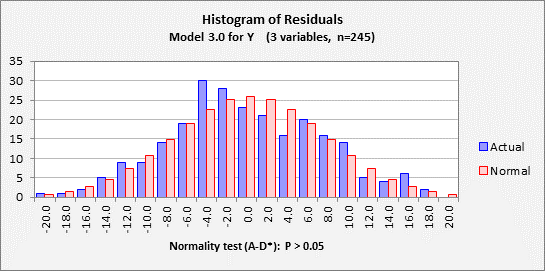 Histogram of Residuals
Model 3.0 for Y (3 variables, n=245)
35
30
25
20
15
10
5
0
-20.0 -18.0 -16.0 -14.0 -12.0 -10.0 -8.0 -6.0 -4.0 -2.0 0.0 2.0 4.0 6.0 8.0 10.0 12.0 14.0 16.0 18.0 20.0
Actual
Normal
Normality test (A-D*): P > 0.05